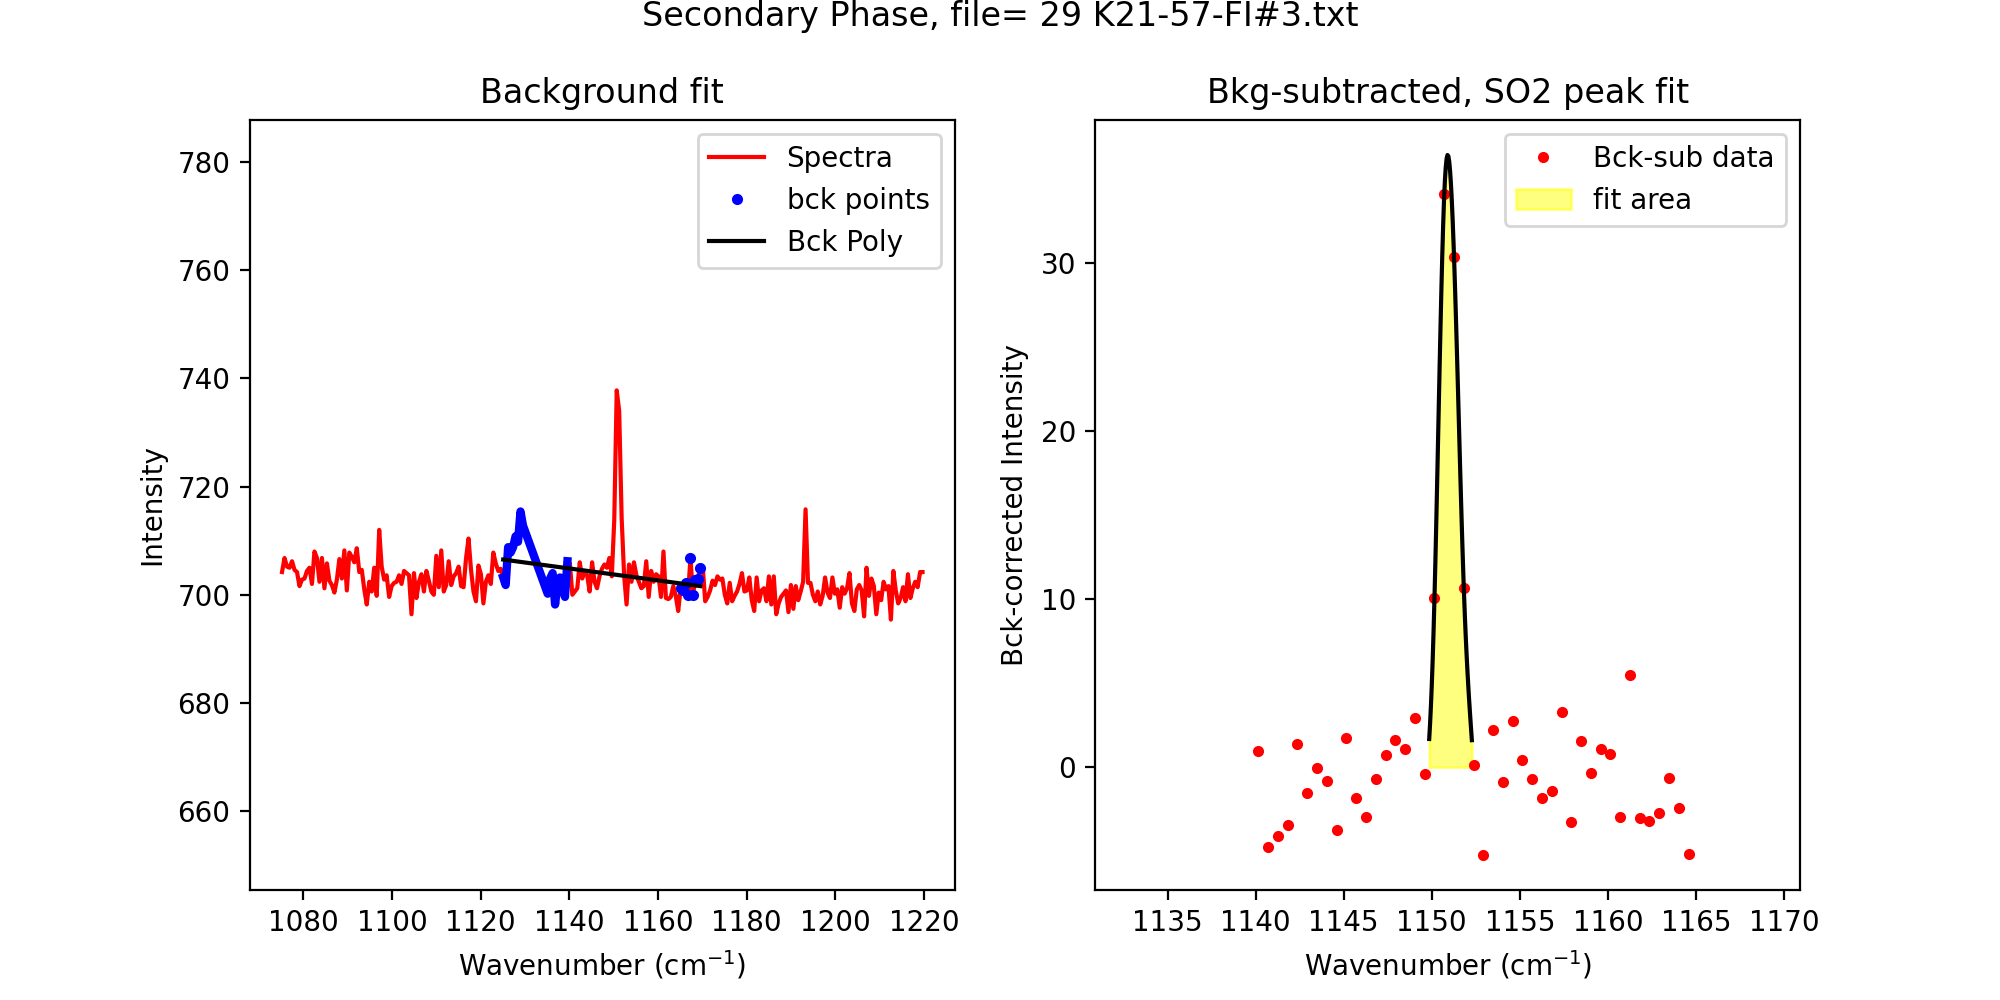 Secondary Phase, file= 29 K21-57-FI#3.txt
Background fit
Spectra
bck points
Bck Poly
Intensity
780
760
740
720
700
680
660
1080 1100 1120 1140 1160 1180 1200 1220
Wavenumber (cm⁻¹)
Bkg-subtracted, SO2 peak fit
Bck-sub data
fit area
Bck-corrected Intensity
30
20
10
0
1135 1140 1145 1150 1155 1160 1165 1170
Wavenumber (cm⁻¹)